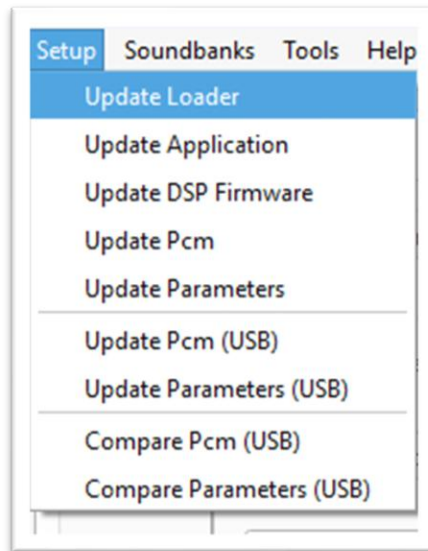 Setup Soundbanks Tools Help
Update Loader
Update Application
Update DSP Firmware
Update Pcm
Update Parameters
Update Pcm (USB)
Update Parameters (USB)
Compare Pcm (USB)
Compare Parameters (USB)